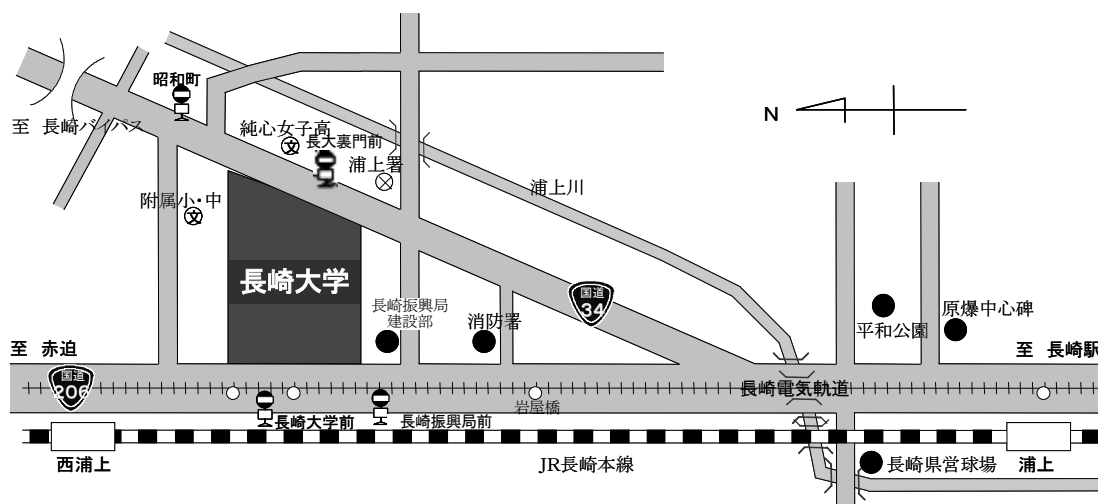 昭和町
至 長崎バイパス
純心女子高
文
長大裏門前
浦上署
N
浦上川
附属小・中
文
長崎大学
国道
34
長崎振興局
建設部
消防署
平和公園
原爆中心碑
至 赤迫
至 長崎駅
国道
206
長崎電気軌道
長崎大学前
長崎振興局前
岩屋橋
西浦上
JR長崎本線
長崎県営球場
浦上